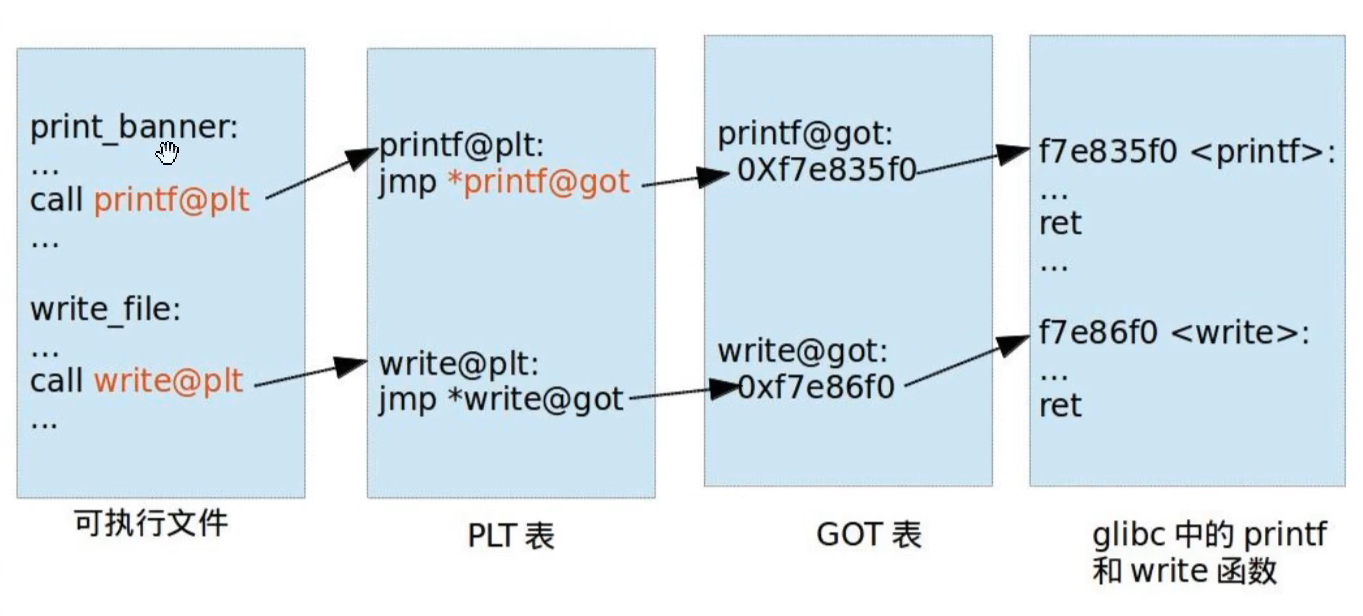 print_banner:
...
call printf@plt
...
write_file:
...
call write@plt
...
可执行文件
printf@plt:
jmp *printf@got
write@plt:
jmp *write@got
PLT 表
printf@got:
0Xf7e835f0
write@got:
0xf7e86f0
GOT 表
f7e835f0 <printf>:
...
ret
...
f7e86f0 <write>:
...
ret
glibc 中的 printf
和 write 函数